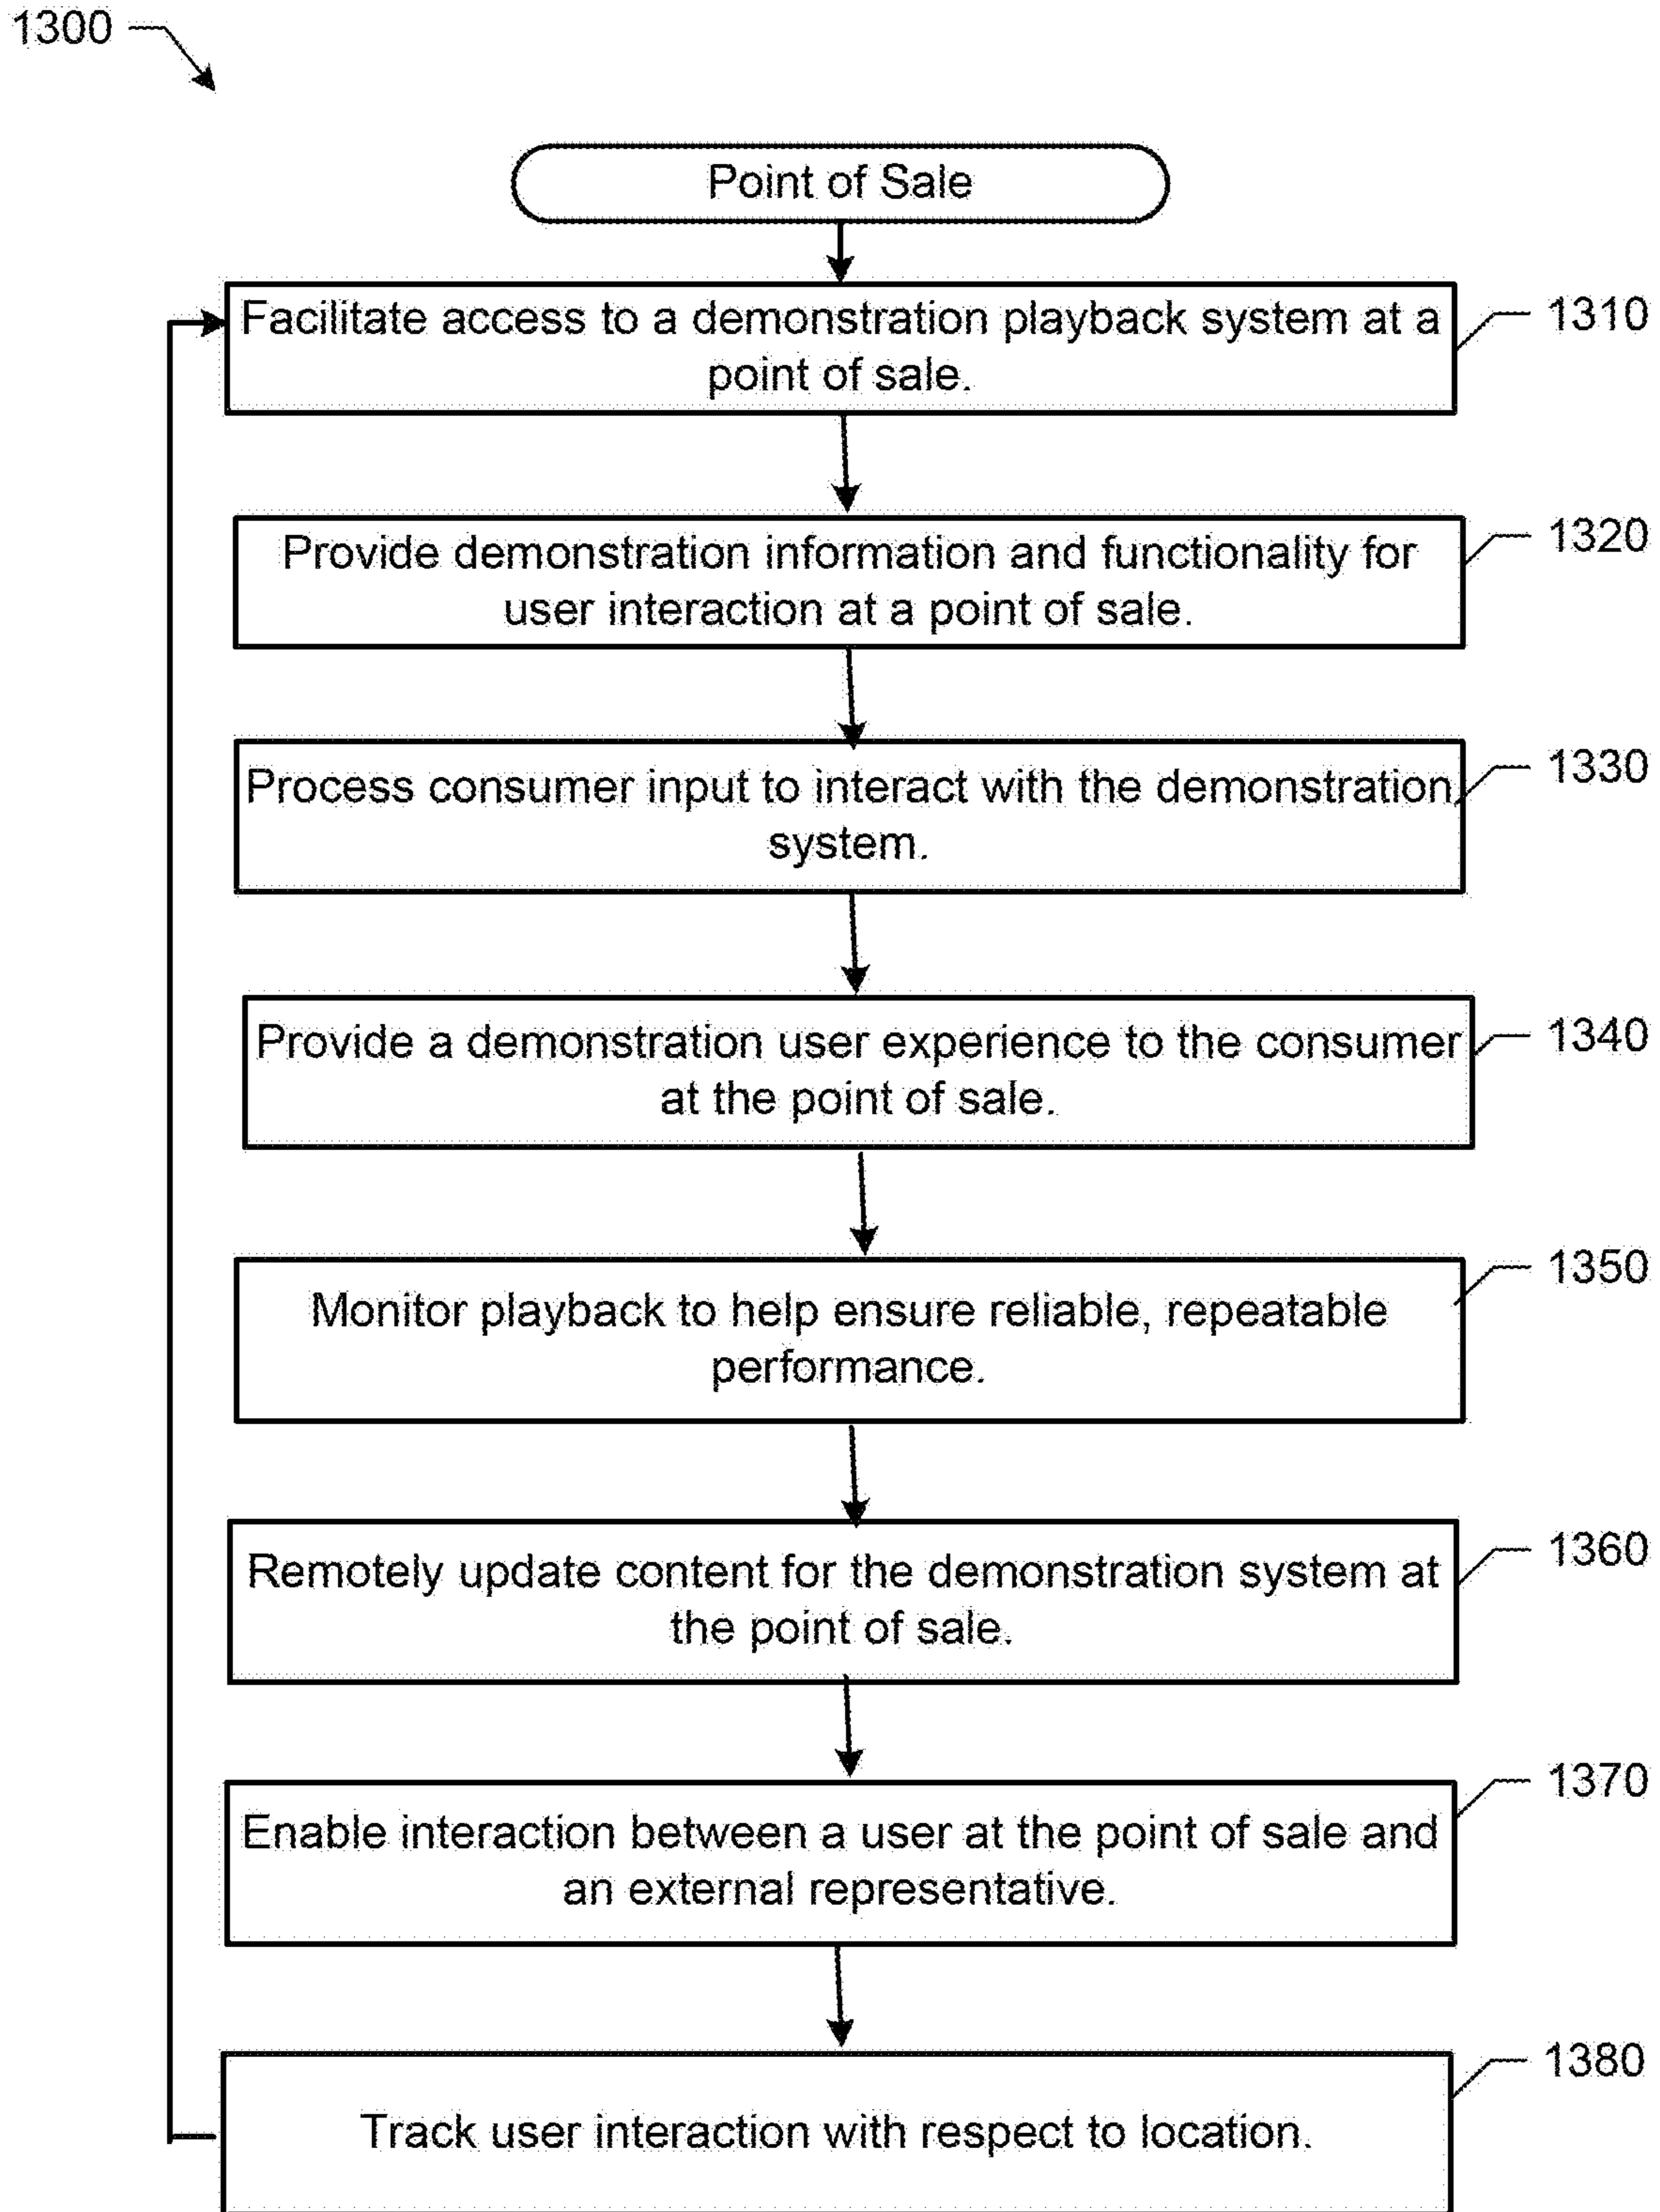 1300
Point of Sale
Facilitate access to a demonstration playback system at a
point of sale.
1310
Provide demonstration information and functionality for
user interaction at a point of sale.
1320
Process consumer input to interact with the demonstration
system.
1330
Provide a demonstration user experience to the consumer
at the point of sale.
1340
Monitor playback to help ensure reliable, repeatable
performance.
1350
Remotely update content for the demonstration system at
the point of sale.
1360
Enable interaction between a user at the point of sale and
an external representative.
1370
Track user interaction with respect to location.
1380